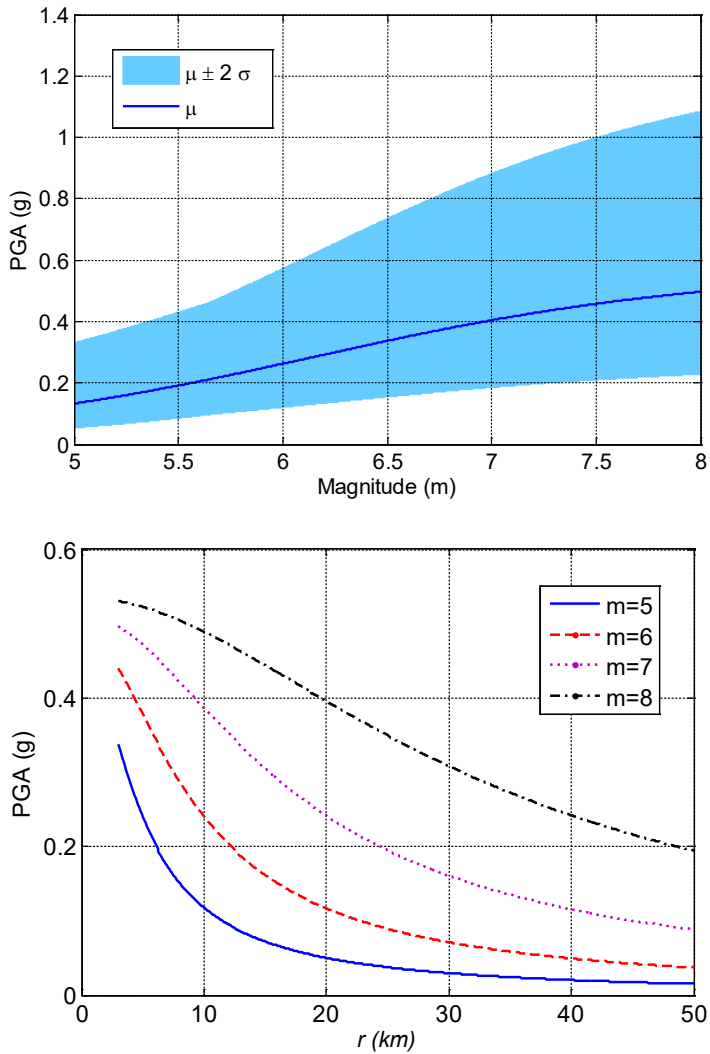 1.4
1.2
1
0.8
0.6
0.4
0.2
0
PGA (g)
μ ± 2 σ
μ
5 5.5 6 6.5 7 7.5 8
Magnitude (m)
0.6
0.4
0.2
0
PGA (g)
m=5
m=6
m=7
m=8
0 10 20 30 40 50
r (km)